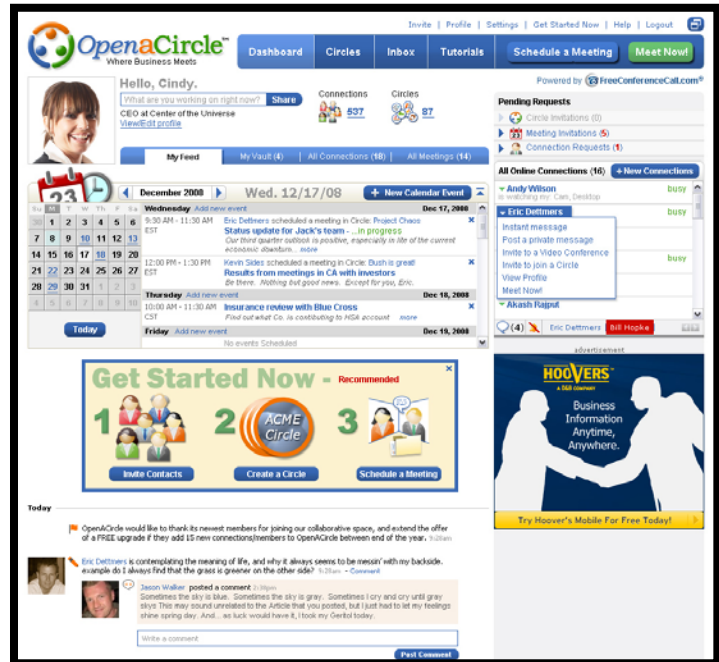 Invite | Profile | Settings | Get Started Now | Help | Logout
OpenaCircle™
Where Business Meets
Dashboard Circles Inbox Tutorials Schedule a Meeting Meet Now!
Powered by FreeConferenceCall.com®
Hello, Cindy.
What are you working on right now? Share
CEO at Center of the Universe
View/Edit profile
Connections
537
Circles
87
My Feed My Vault (4) | All Connections (18) | All Meetings (14)
Pending Requests
Circle Invitations (0)
Meeting Invitations (5)
Connection Requests (1)
23
December 2008 Wed. 12/17/08 + New Calendar Event
Su M T W Th F Sa
30 1 2 3 4 5 6
7 8 9 10 11 12 13
14 15 16 17 18 19 20
21 22 23 24 25 26 27
28 29 30 31 1 2 3
4 5 6 7 8 9 10
Today
Wednesday Add new event Dec 17, 2008
9:30 AM - 11:30 AM EST
Eric Dettmers scheduled a meeting in Circle: Project Chaos
Status update for Jack's team - ...in progress
Our third quarter outlook is positive, especially in lite of the current
economic downturn... more
12:00 PM - 1:30 PM EST
Kevin Sides scheduled a meeting in Circle: Bush is great!
Results from meetings in CA with investors
Be there. Nothing but good news. Except for you, Eric.
Thursday Add new event Dec 18, 2008
10:00 AM - 11:30 AM CST
Insurance review with Blue Cross
Find out what Co. is contibuting to HSA account more
Friday Add new event Dec 19, 2008
No events Scheduled
All Online Connections (16) + New Connections
Andy Wilson busy
is watching my: Cam, Desktop
Eric Dettmers busy
Instant message
Post a private message
Invite to a Video Conference
Invite to join a Circle busy
View Profile
Meet Now!
Akash Rajput
(4) Eric Dettmers Bill Hopke
Get Started Now - Recommended
1 2 3
ACME
Circle
Invite Contacts Create a Circle Schedule a Meeting
advertisement
HOOVERS™
A D&B COMPANY
Business
Information
Anytime,
Anywhere.
Try Hoover's Mobile For Free Today!
Today
OpenACircle would like to thank its newest members for joining our collaborative space, and extend the offer
of a FREE upgrade if they add 15 new connections/members to OpenACircle between end of the year. 9:28am
Eric Dettmers is contemplating the meaning of life, and why it always seems to be messin' with my backside.
example do I always find that the grass is greener on the other side? 9:28am - Comment
Jason Walker posted a comment 2:38pm
Sometimes the sky is blue. Sometimes the sky is gray. Sometimes I cry and cry until gray
skys This may sound unrelated to the Article that you posted, but I just had to let my feelings
shine spring day. And... as luck would have it, I took my Geritol today.
Write a comment
Post Comment